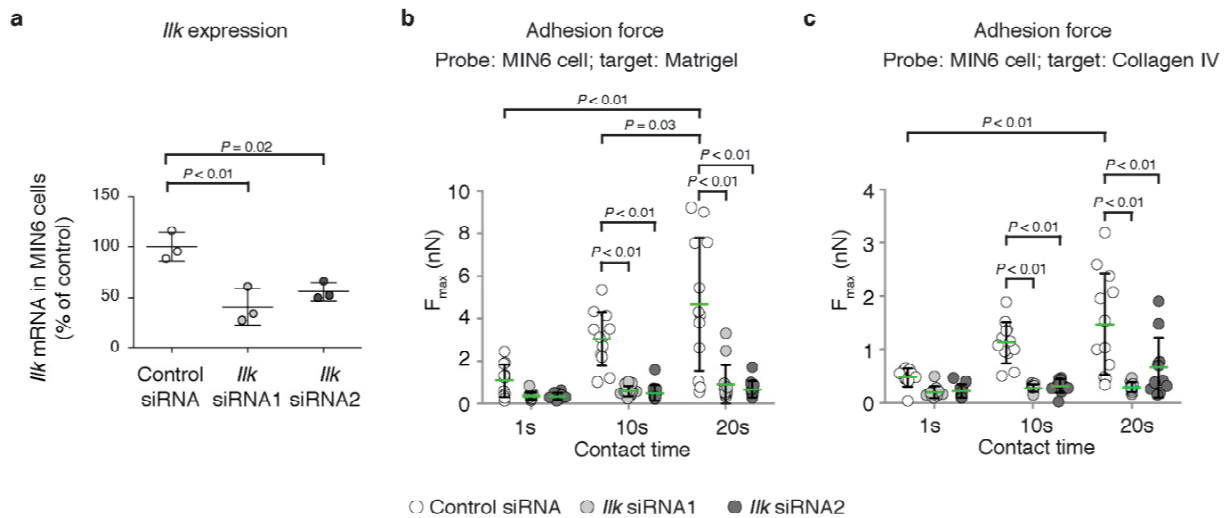 a
Ilk expression
P = 0.02
P < 0.01
Ilk mRNA in MIN6 cells
(% of control)
150
100
50
0
Control
siRNA
Ilk
siRNA1
Ilk
siRNA2
b
Adhesion force
Probe: MIN6 cell; target: Matrigel
P < 0.01
P = 0.03
P < 0.01
P < 0.01
P < 0.01
P < 0.01
Fmax (nN)
10
8
6
4
2
0
1s
10s
20s
Contact time
c
Adhesion force
Probe: MIN6 cell; target: Collagen IV
P < 0.01
P < 0.01
P < 0.01
P < 0.01
P < 0.01
Fmax (nN)
4
3
2
1
0
1s
10s
20s
Contact time
Control siRNA Ilk siRNA1 Ilk siRNA2